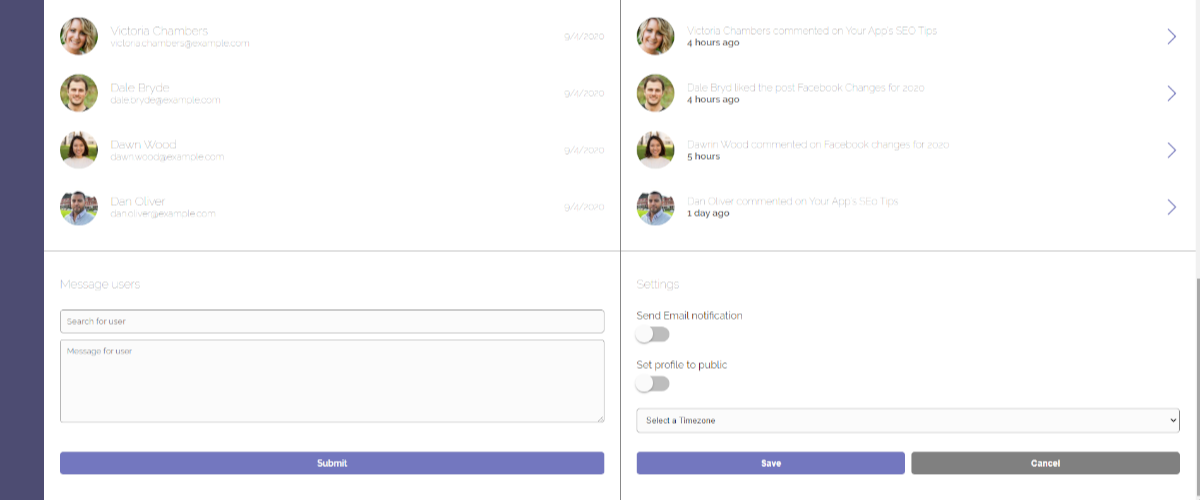 Victoria Chambers
victoria.chambers@example.com
9/4/2020
Dale Bryde
dale.bryde@example.com
9/4/2020
Dawn Wood
dawn.wood@example.com
9/4/2020
Dan Oliver
dan.oliver@example.com
9/4/2020
Victoria Chambers commented on Your App's SEO Tips
4 hours ago
Dale Bryd liked the post Facebook Changes for 2020
4 hours ago
Dawnn Wood commented on Facebook changes for 2020
5 hours
Dan Oliver commented on Your App's SEo Tips
1 day ago
Message users
Search for user
Message for user
Submit
Settings
Send Email notification
Set profile to public
Select a Timezone
Save
Cancel